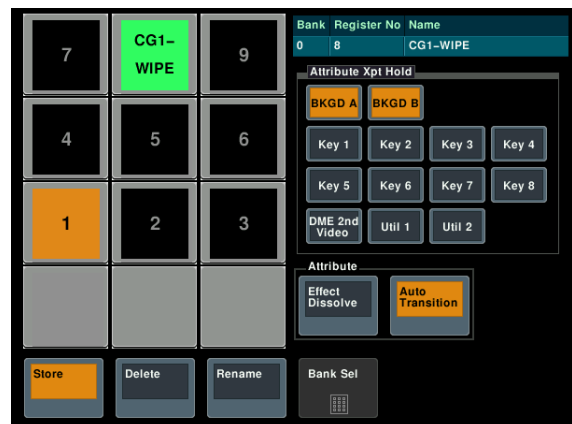 7
CG1-
WIPE
9
4
5
6
1
2
3
Store
Delete
Rename
Bank Sel
Bank Register No Name
0 8 CG1-WIPE
Attribute Xpt Hold
BKGD A BKGD B
Key 1 Key 2 Key 3 Key 4
Key 5 Key 6 Key 7 Key 8
DME 2nd
Video
Util 1 Util 2
Attribute
Effect
Dissolve
Auto
Transition